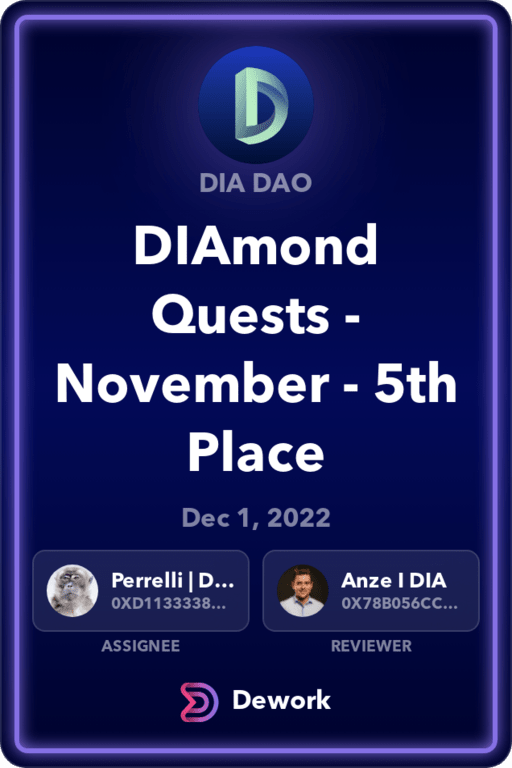 DIA DAO
DIAmond
Quests -
November - 5th
Place
Dec 1, 2022
Perrelli | D...
0XD1133338...
Anze I DIA
0X78B056CC...
ASSIGNEE
REVIEWER
Dework